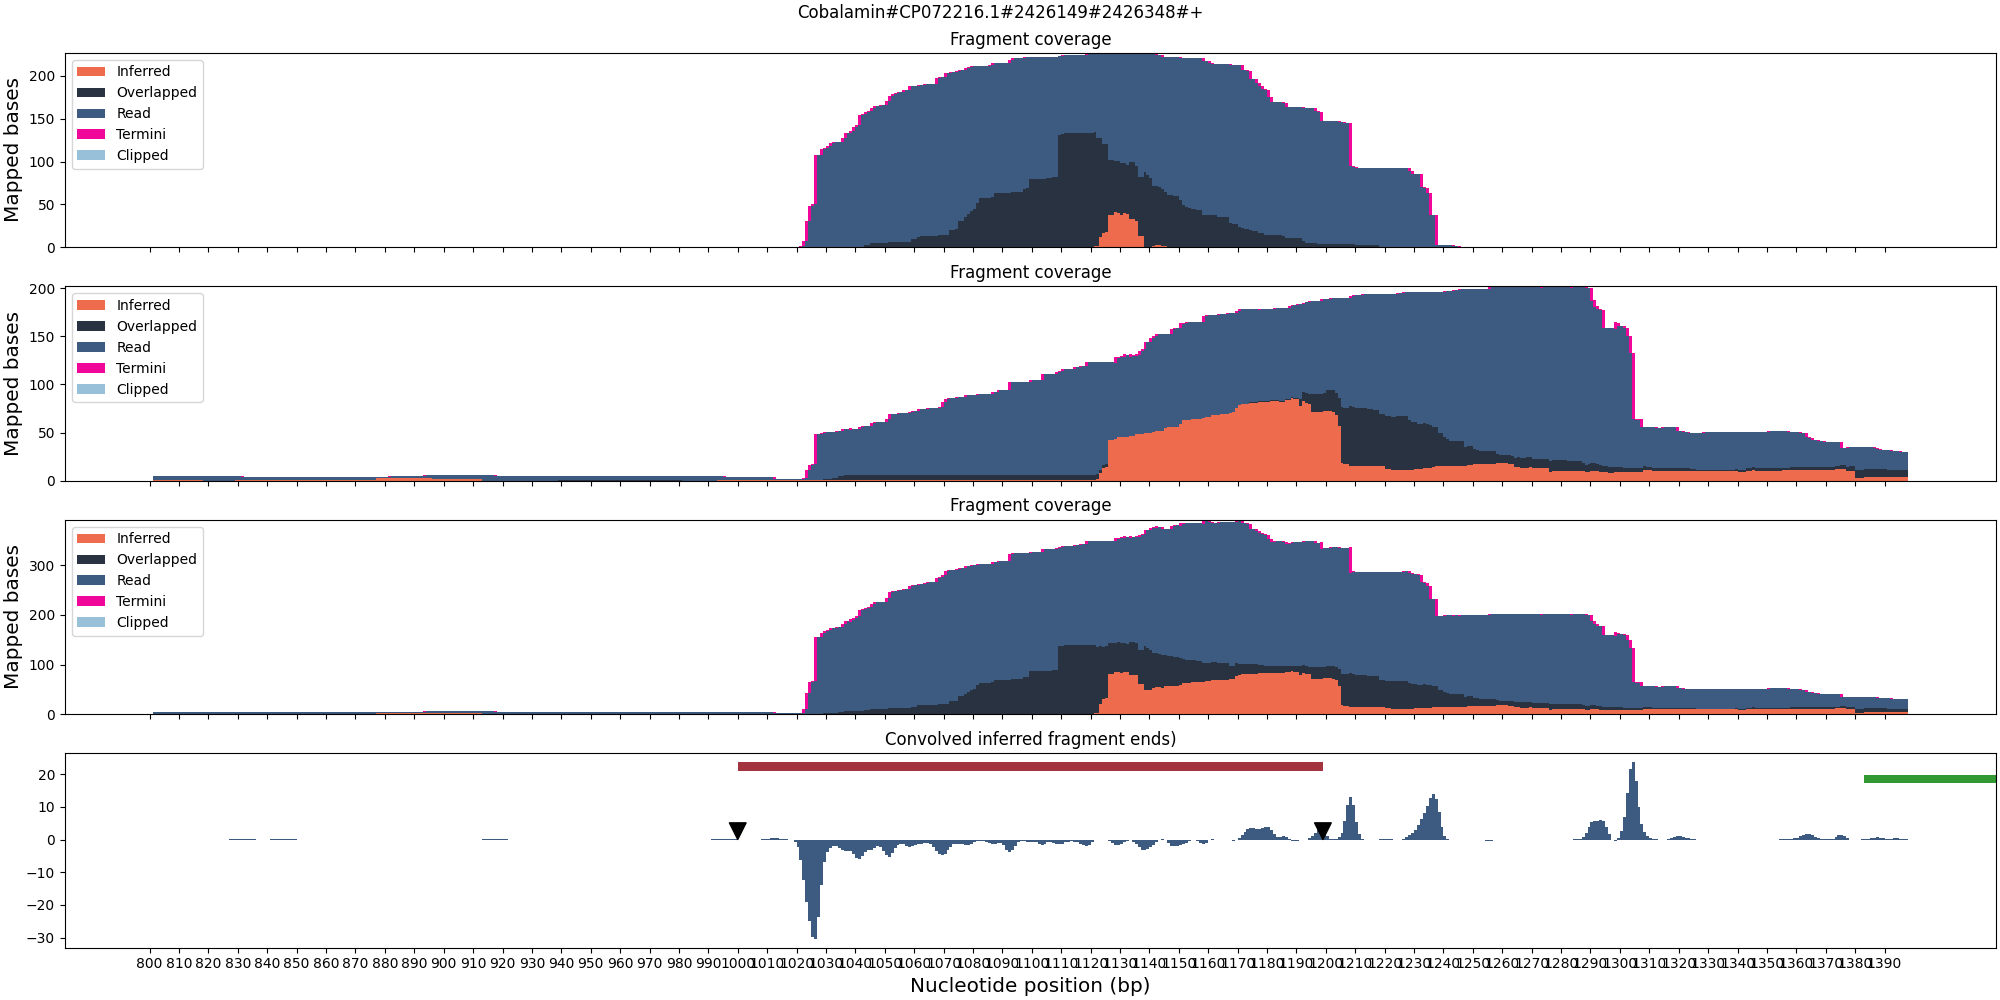 Cobalamin#CP072216.1#2426149#2426348#+
Fragment coverage
Mapped bases
200
150
100
50
0
Inferred
Overlapped
Read
Termini
Clipped
Fragment coverage
Mapped bases
200
150
100
50
0
Inferred
Overlapped
Read
Termini
Clipped
Fragment coverage
Mapped bases
300
200
100
0
Inferred
Overlapped
Read
Termini
Clipped
Convolved inferred fragment ends)
20
10
0
−10
−20
−30
800 810 820 830 840 850 860 870 880 890 900 910 920 930 940 950 960 970 980 990 1000 1010 1020 1030 1040 1050 1060 1070 1080 1090 1100 1110 1120 1130 1140 1150 1160 1170 1180 1190 1200 1210 1220 1230 1240 1250 1260 1270 1280 1290 1300 1310 1320 1330 1340 1350 1360 1370 1380 1390
Nucleotide position (bp)